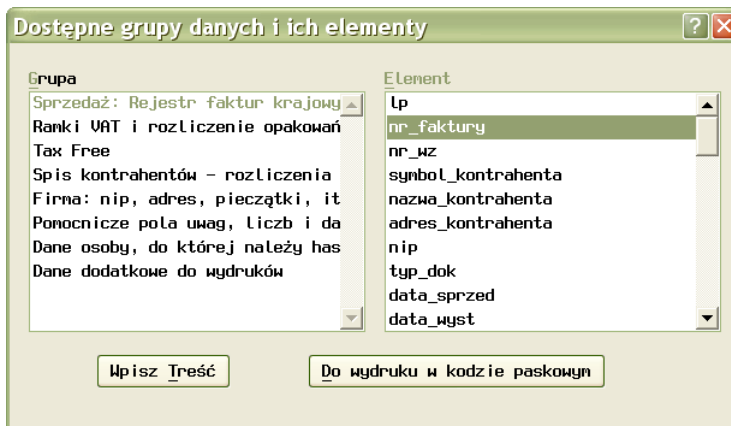 Dostępne grupy danych i ich elementy
Grupa
Sprzedaż: Rejestr faktur krajowy
Ramki VAT i rozliczenie opakowań
Tax Free
Spis kontrahentów - rozliczenia
Firma: nip, adres, pieczątki, it
Pomocnicze pola uwag, liczb i da
Dane osoby, do której należy has
Dane dodatkowe do wydruków
Element
lp
nr_faktury
nr_wz
symbol_kontrahenta
nazwa_kontrahenta
adres_kontrahenta
nip
typ_dok
data_sprzed
data_wyst
Wpisz Treść
Do wydruku w kodzie paskowym